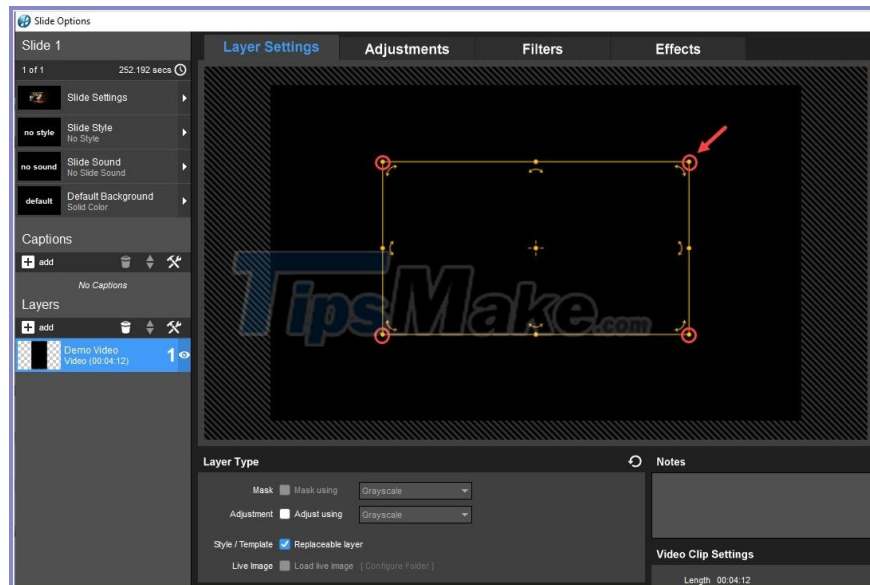 Slide Options
Slide 1
1 of 1 252.192 secs
Slide Settings
no style Slide Style
No Style
no sound Slide Sound
No Slide Sound
default Default Background
Solid Color
Captions
add
No Captions
Layers
add
Demo Video 1
Video (00:04:12)
Layer Settings Adjustments Filters Effects
TipsMake.com
Layer Type
Mask Mask using Grayscale
Adjustment Adjust using Grayscale
Style / Template Replaceable layer
Live Image Load live image [ Configure Folder ]
Notes
Video Clip Settings
Length 00:04:12